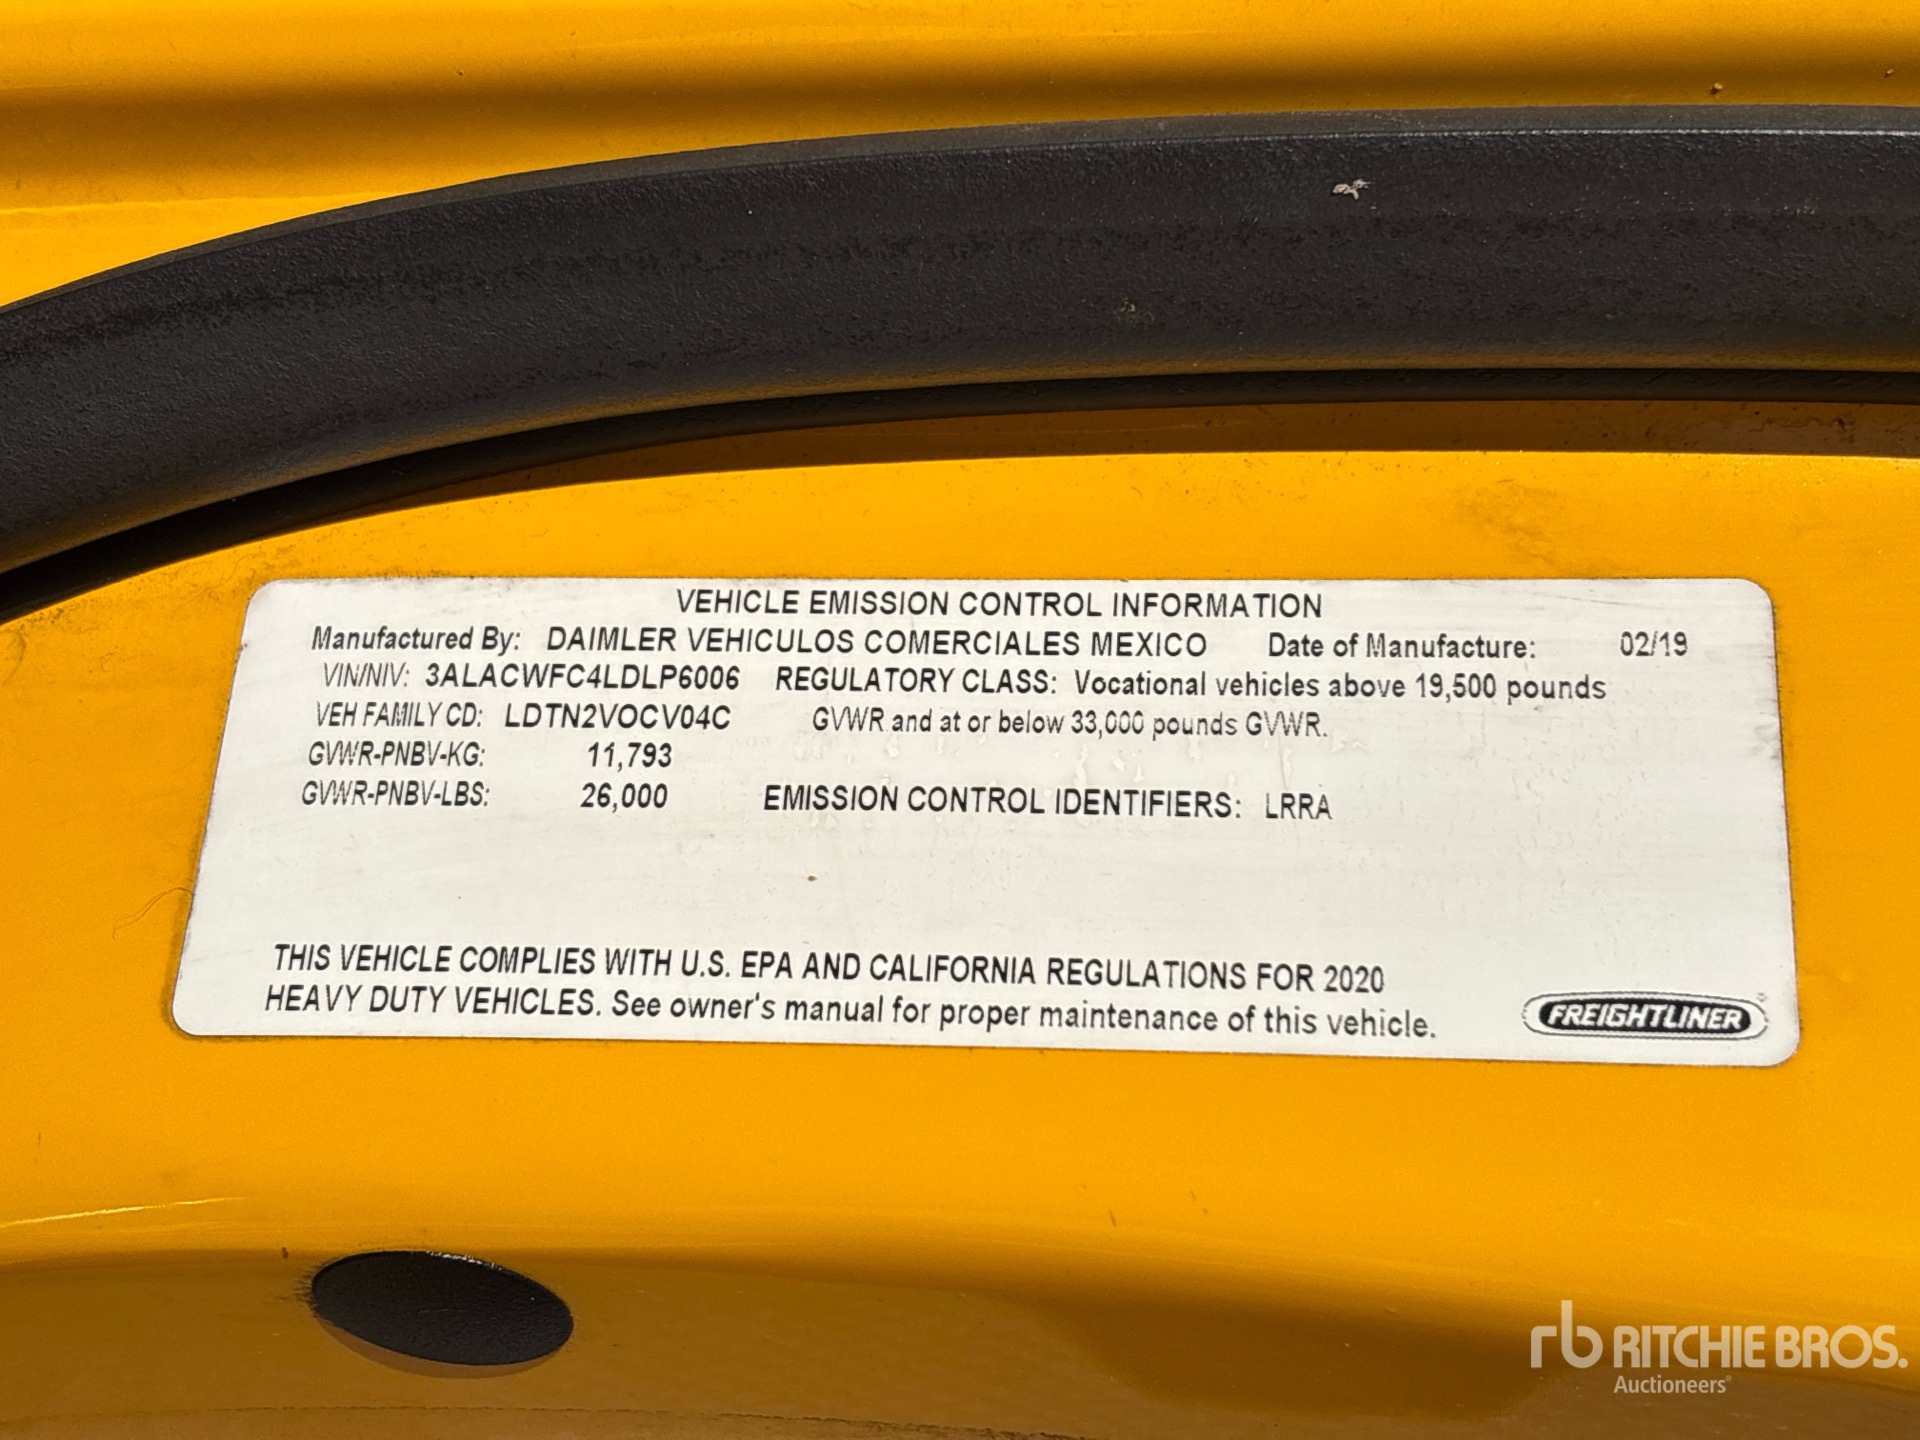 VEHICLE EMISSION CONTROL INFORMATION
Manufactured By: DAIMLER VEHICULOS COMERCIALES MEXICO Date of Manufacture: 02/19
VIN/NIV: 3ALACWFC4LDLP6006 REGULATORY CLASS: Vocational vehicles above 19,500 pounds
VEH FAMILY CD: LDTN2VOCV04C GVWR and at or below 33,000 pounds GVWR.
GVWR-PNBV-KG: 11,793
GVWR-PNBV-LBS: 26,000 EMISSION CONTROL IDENTIFIERS: LRRA
THIS VEHICLE COMPLIES WITH U.S. EPA AND CALIFORNIA REGULATIONS FOR 2020
HEAVY DUTY VEHICLES. See owner's manual for proper maintenance of this vehicle.
FREIGHTLINER
rb RITCHIE BROS.
Auctioneers